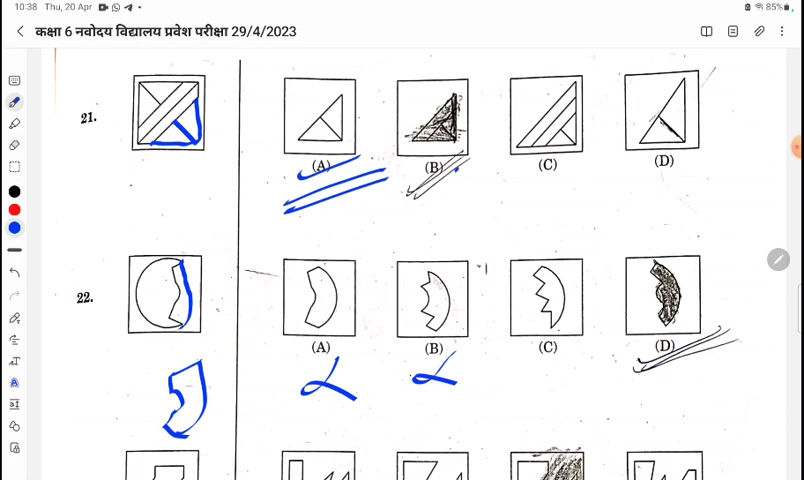 10:38 Thu, 20 Apr
85%
कक्षा 6 नवोदय विद्यालय प्रवेश परीक्षा 29/4/2023
21.
(A) (B) (C) (D)
22.
(A) (B) (C) (D)